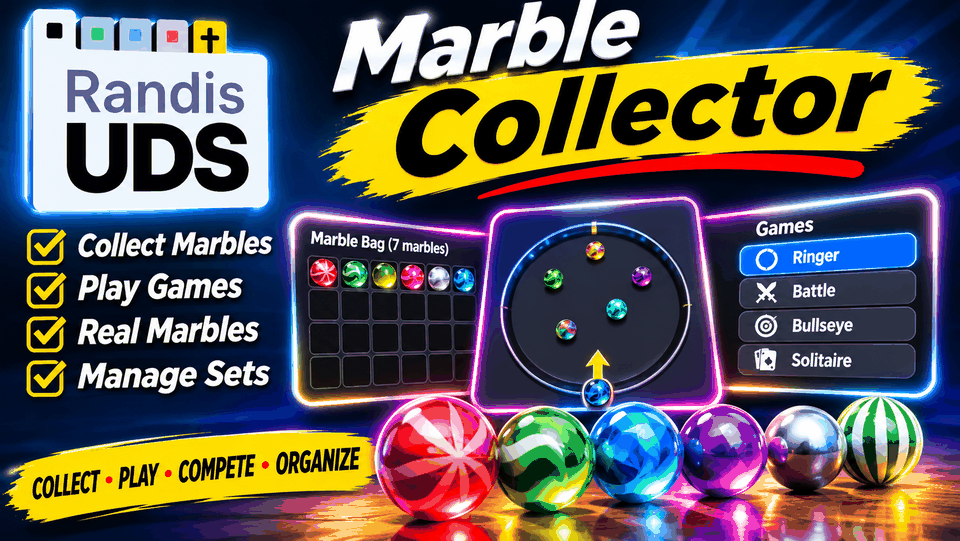 Randis
UDS
Marble
Collector
Collect Marbles
Play Games
Real Marbles
Manage Sets
Marble Bag (7 marbles)
Games
Ringer
Battle
Bullseye
Solitaire
COLLECT • PLAY • COMPETE • ORGANIZE